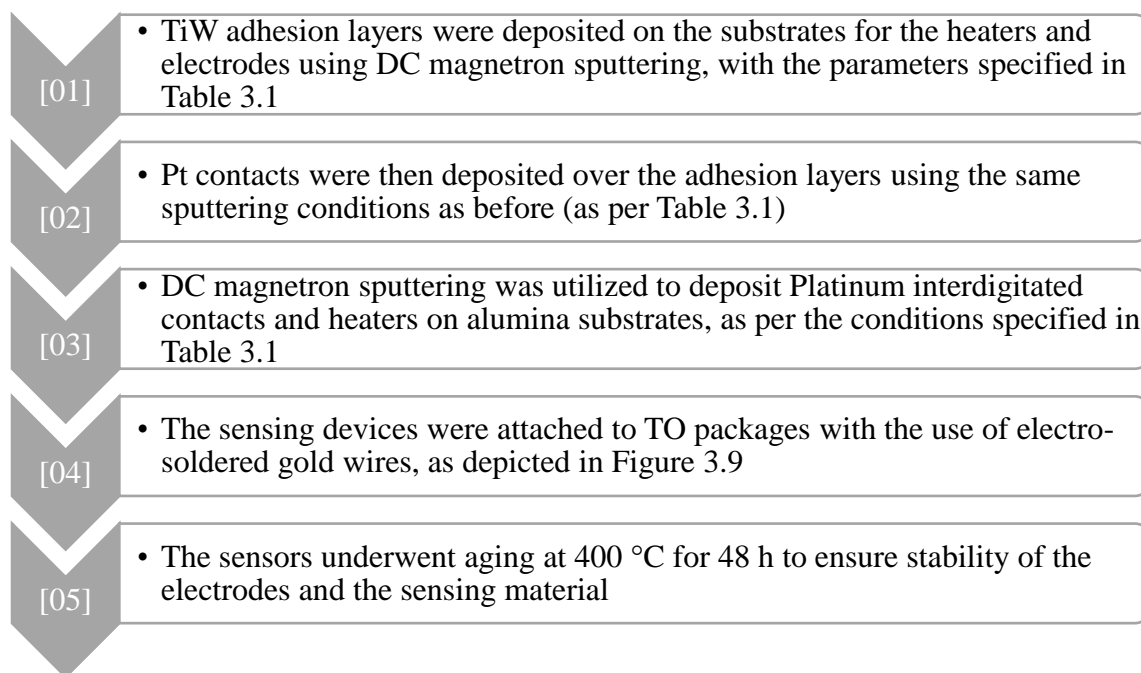 [01]
• TiW adhesion layers were deposited on the substrates for the heaters and
electrodes using DC magnetron sputtering, with the parameters specified in
Table 3.1
[02]
• Pt contacts were then deposited over the adhesion layers using the same
sputtering conditions as before (as per Table 3.1)
[03]
• DC magnetron sputtering was utilized to deposit Platinum interdigitated
contacts and heaters on alumina substrates, as per the conditions specified in
Table 3.1
[04]
• The sensing devices were attached to TO packages with the use of electro-
soldered gold wires, as depicted in Figure 3.9
[05]
• The sensors underwent aging at 400 °C for 48 h to ensure stability of the
electrodes and the sensing material